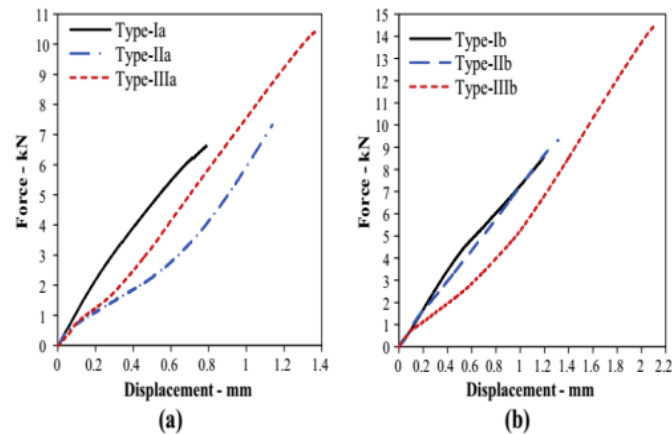 11
10
9
8
7
6
5
4
3
2
1
0
Force - kN
Type-Ia
Type-IIa
Type-IIIa
0 0.2 0.4 0.6 0.8 1 1.2 1.4
Displacement - mm
(a)
15
14
13
12
11
10
9
8
7
6
5
4
3
2
1
0
Force - kN
Type-Ib
Type-IIb
Type-IIIb
0 0.2 0.4 0.6 0.8 1 1.2 1.4 1.6 1.8 2 2.2
Displacement - mm
(b)